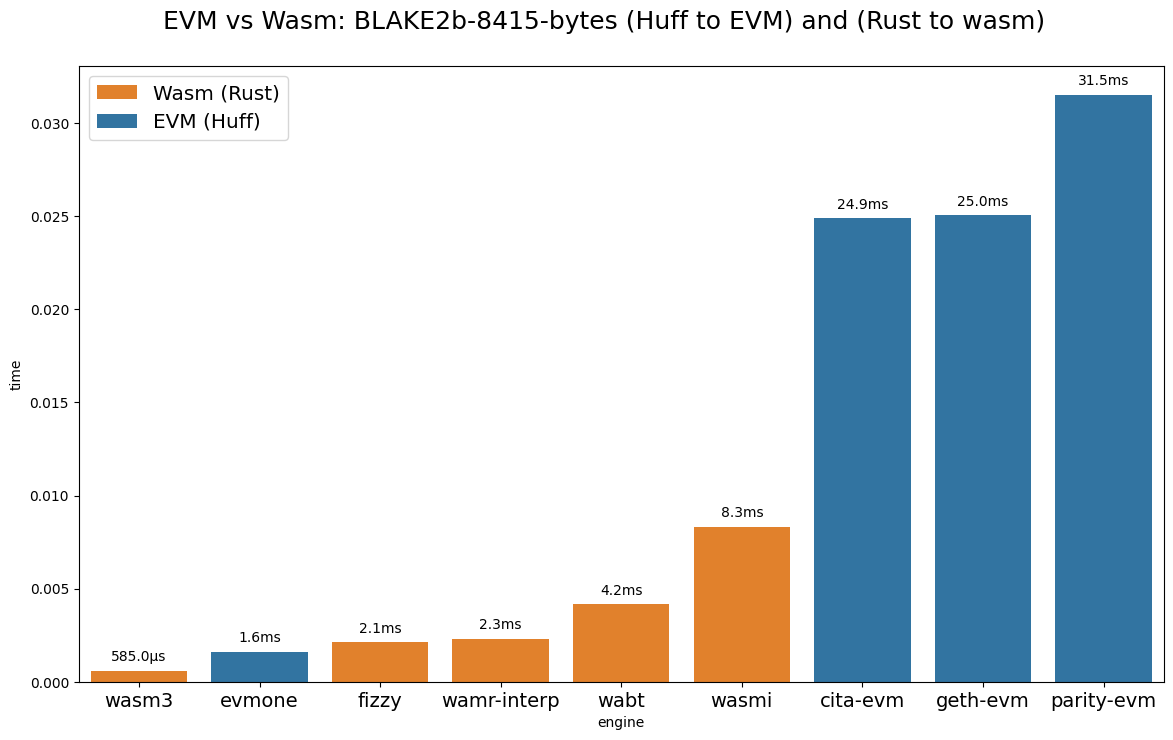 EVM vs Wasm: BLAKE2b-8415-bytes (Huff to EVM) and (Rust to wasm)
Wasm (Rust)
EVM (Huff)
time
0.030
0.025
0.020
0.015
0.010
0.005
0.000
585.0µs
1.6ms
2.1ms
2.3ms
4.2ms
8.3ms
24.9ms
25.0ms
31.5ms
wasm3 evmone fizzy wamr-interp wabt wasmi cita-evm geth-evm parity-evm
engine